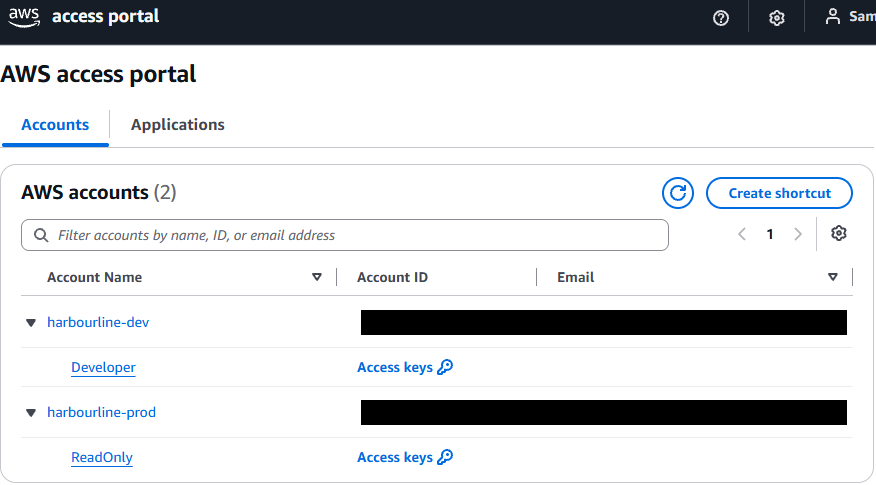 aws access portal Sam
AWS access portal
Accounts Applications
AWS accounts (2) Create shortcut
Filter accounts by name, ID, or email address 1
Account Name Account ID Email
harbourline-dev
Developer Access keys
harbourline-prod
ReadOnly Access keys